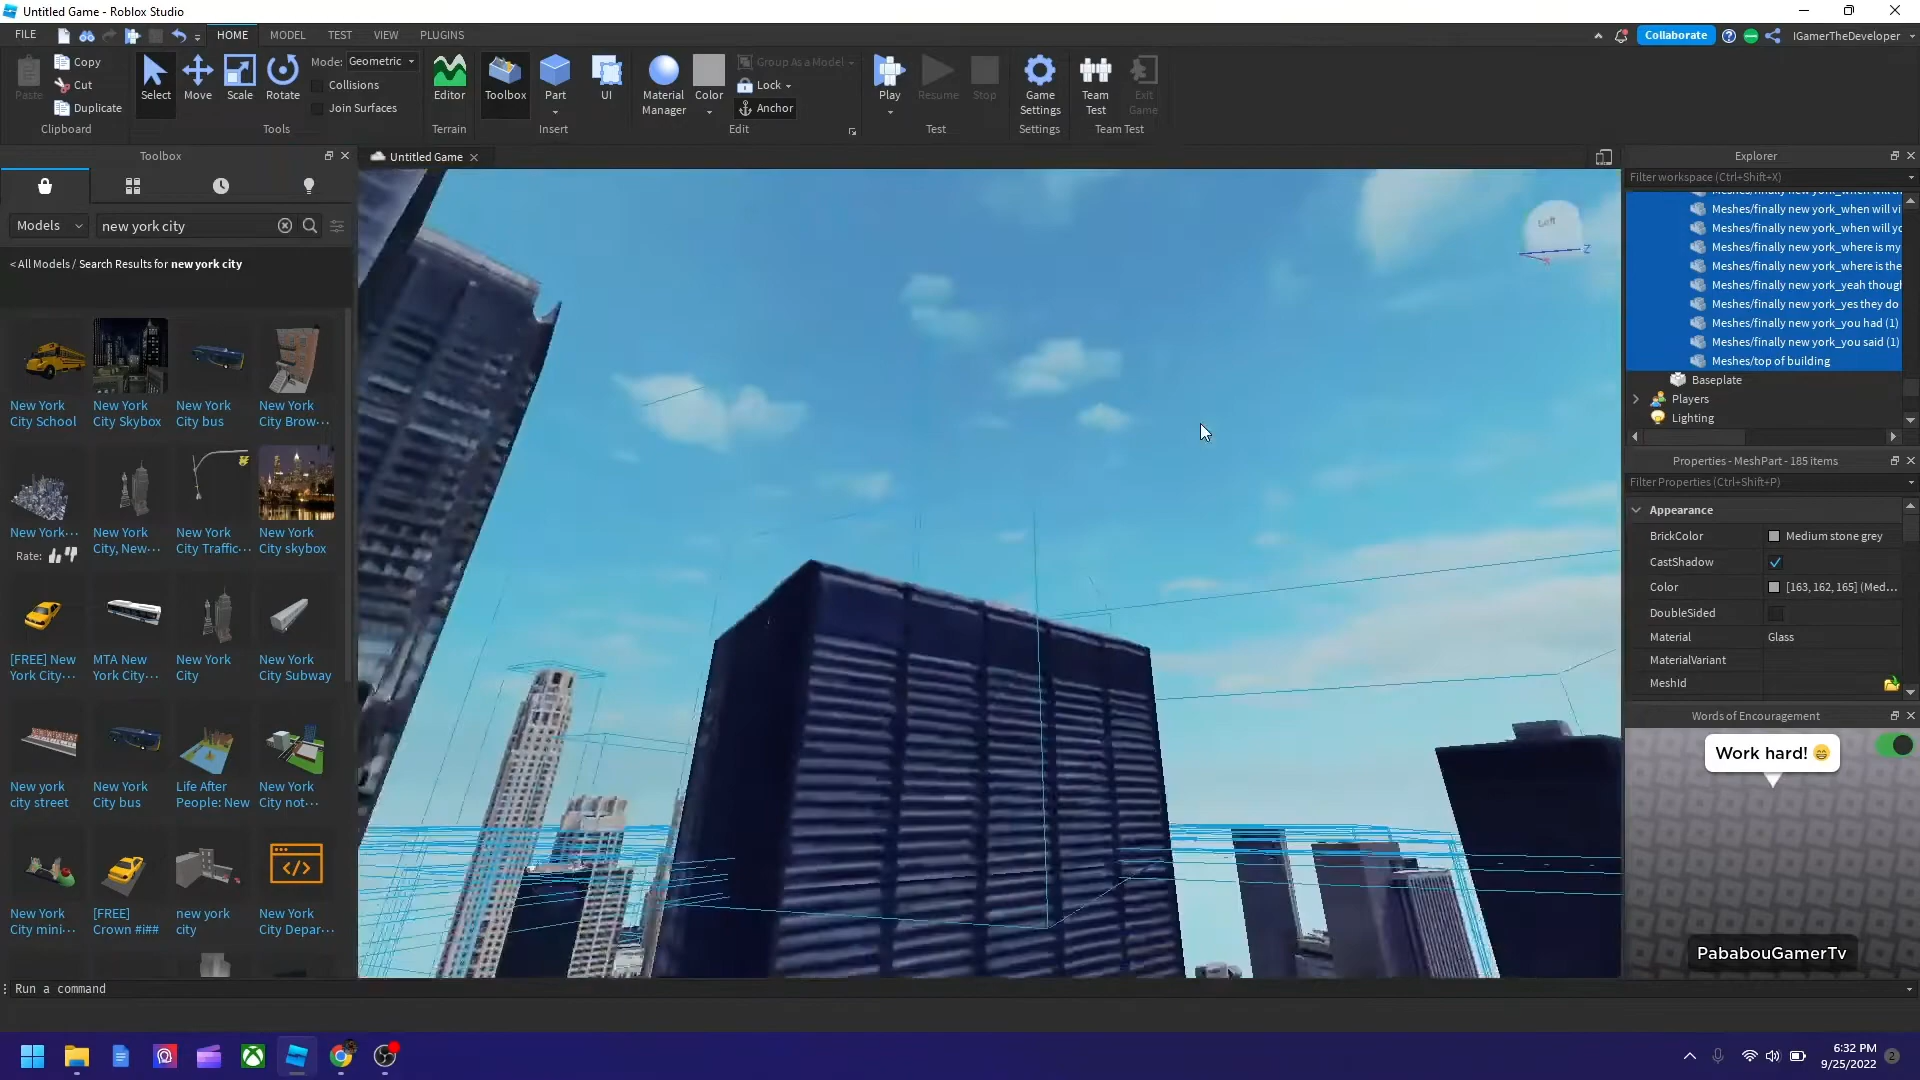 Untitled Game - Roblox Studio
FILE
HOME
MODEL
TEST
VIEW
PLUGINS
Collaborate
IGamerTheDeveloper
Paste
Copy
Cut
Duplicate
Clipboard
Select
Move
Scale
Rotate
Mode: Geometric
Collisions
Join Surfaces
Tools
Editor
Terrain
Toolbox
Part
UI
Insert
Material Manager
Color
Group As a Model
Lock
Anchor
Edit
Play
Resume
Stop
Test
Game Settings
Settings
Team Test
Exit Game
Team Test
Toolbox
Untitled Game
Models
new york city
< All Models / Search Results for new york city
New York City School
New York City Skybox
New York City bus
New York City Brow...
New York...
Rate:
New York City, New...
New York City Traffic...
New York City skybox
[FREE] New York City...
MTA New York City...
New York City
New York City Subway
New york city street
New York City bus
Life After People: New
New York City not...
New York City mini...
[FREE] Crown #i##
new york city
New York City Depar...
Left
Z
X
Explorer
Filter workspace (Ctrl+Shift+X)
Meshes/finally new york_when will vi
Meshes/finally new york_when will yo
Meshes/finally new york_where is my
Meshes/finally new york_where is the
Meshes/finally new york_yeah though
Meshes/finally new york_yes they do
Meshes/finally new york_you had (1)
Meshes/finally new york_you said (1)
Meshes/top of building
Baseplate
Players
Lighting
Properties - MeshPart - 185 items
Filter Properties (Ctrl+Shift+P)
Appearance
BrickColor Medium stone grey
CastShadow
Color [163, 162, 165] (Med...
DoubleSided
Material Glass
MaterialVariant
MeshId
Words of Encouragement
Work hard! 😁
PababouGamerTv
Run a command
6:32 PM
9/25/2022
2